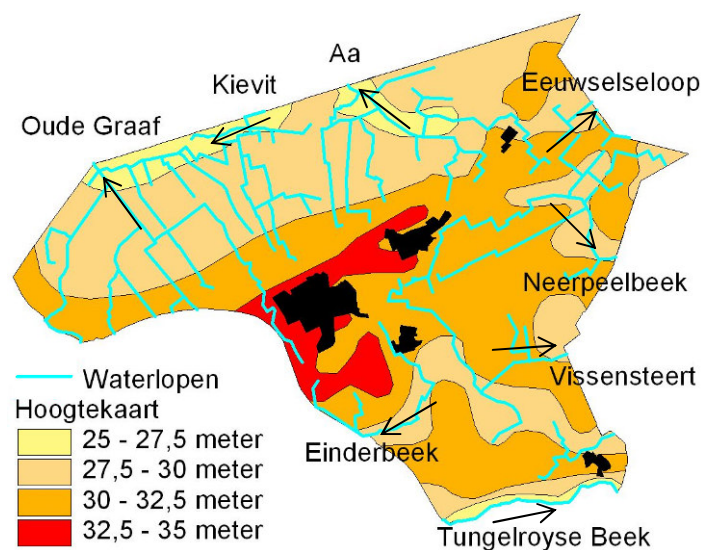 Aa
Kievit
Eeuwselseloop
Oude Graaf
Neerpeelbeek
Vissensteert
Waterlopen
Hoogtekaart
25 - 27,5 meter
27,5 - 30 meter
30 - 32,5 meter
32,5 - 35 meter
Einderbeek
Tungelroyse Beek